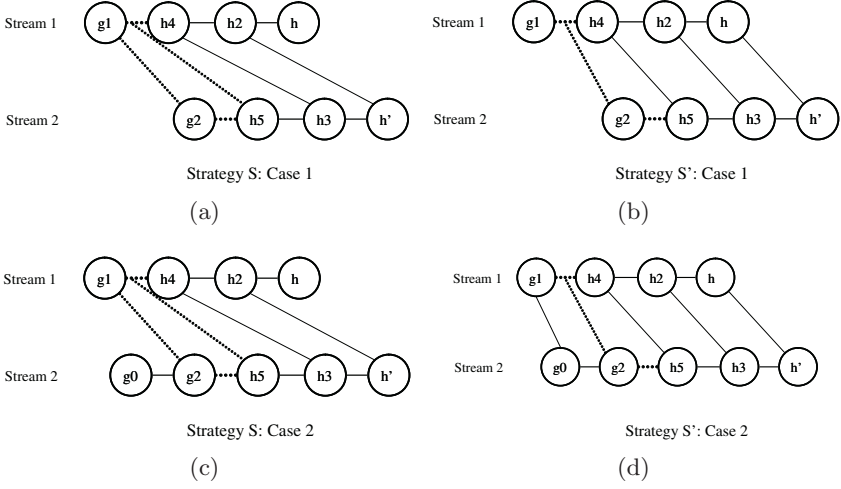 Stream 1 g1 h4 h2 h
Stream 2 g2 h5 h3 h'
Strategy S: Case 1
(a)
Stream 1 g1 h4 h2 h
Stream 2 g2 h5 h3 h'
Strategy S': Case 1
(b)
Stream 1 g1 h4 h2 h
Stream 2 g0 g2 h5 h3 h'
Strategy S: Case 2
(c)
Stream 1 g1 h4 h2 h
Stream 2 g0 g2 h5 h3 h'
Strategy S': Case 2
(d)